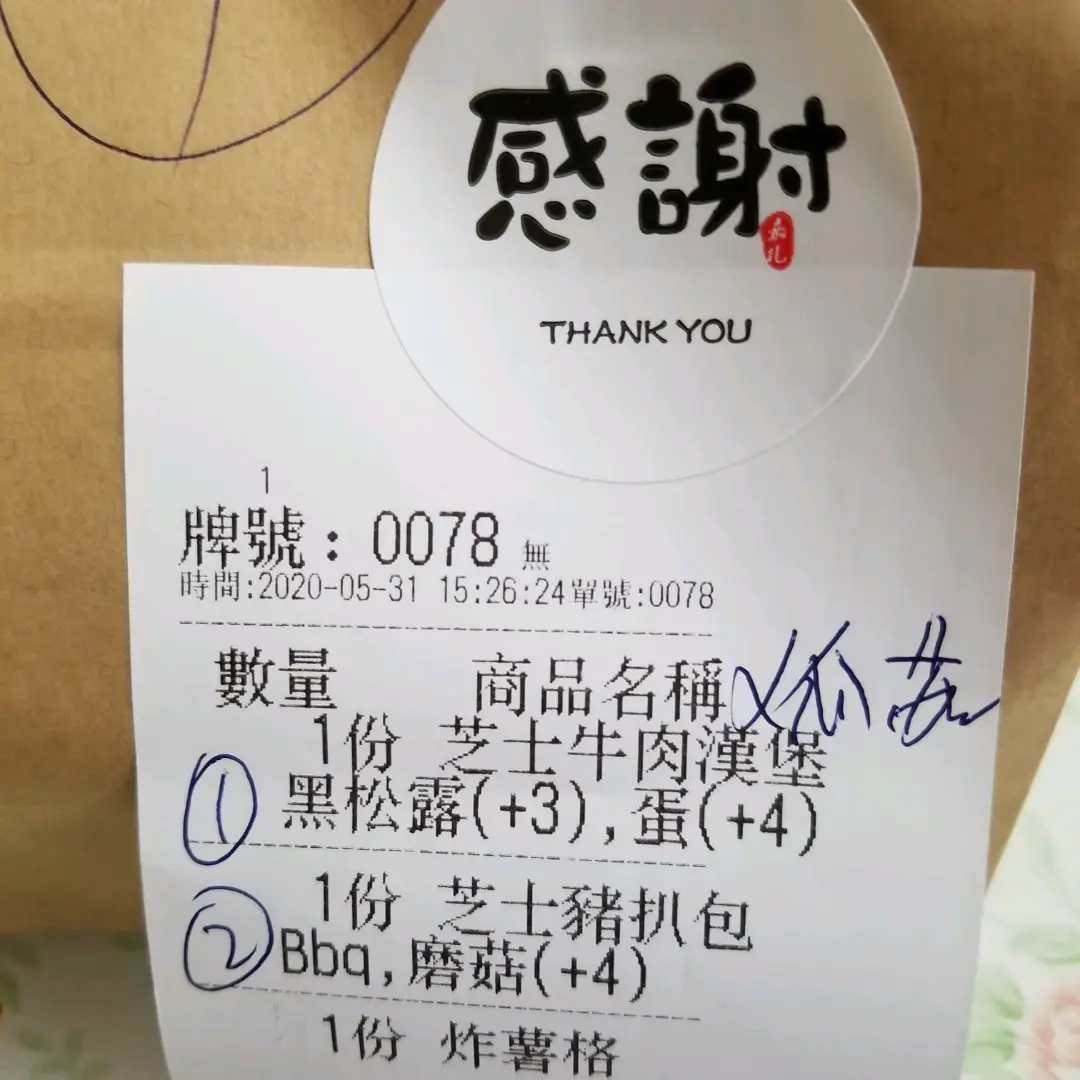 感謝
THANK YOU
1
牌號：0078 無
時間:2020-05-31 15:26:24單號:0078
數量 商品名稱
1份 芝士牛肉漢堡
① 黑松露(+3),蛋(+4)
1份 芝士豬扒包
② Bbq,磨菇(+4)
1份 炸薯格